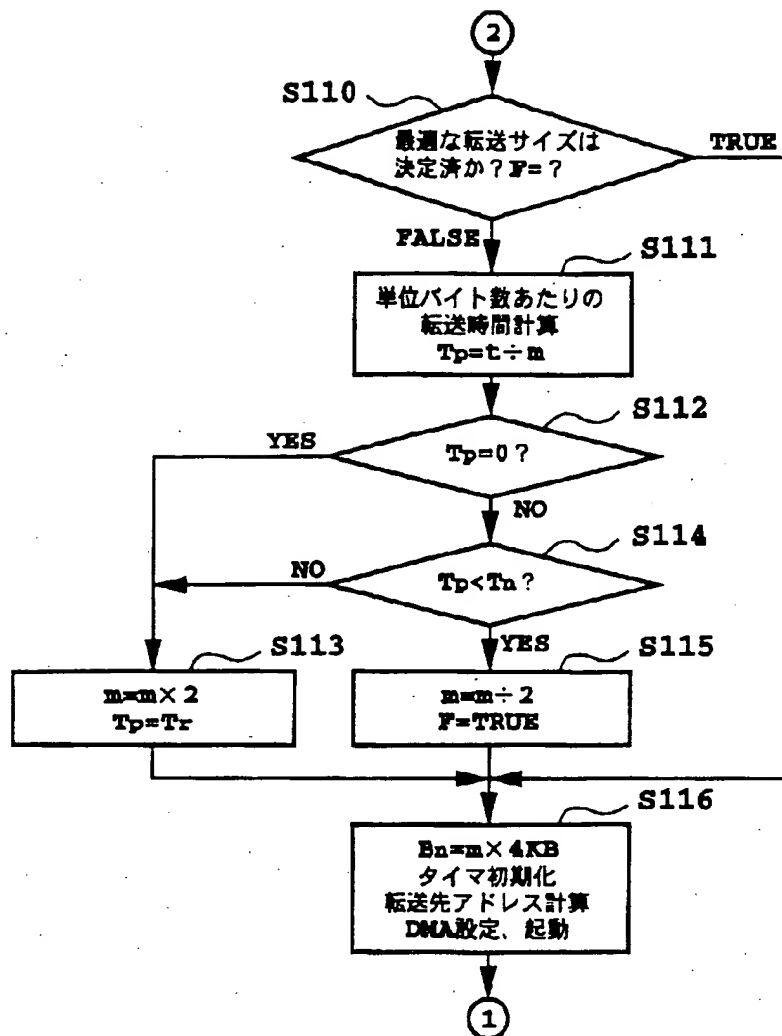 2
S110
最適な転送サイズは
決定済か？F=？
TRUE
FALSE
S111
単位バイト数あたりの
転送時間計算
Tp=t÷m
S112
YES
Tp=0？
NO
S114
NO
Tp<Tn？
S113
YES
S115
m=m×2
Tp=Tr
m=m÷2
F=TRUE
S116
Bn=m×4KB
タイマ初期化
転送先アドレス計算
DMA設定、起動
1